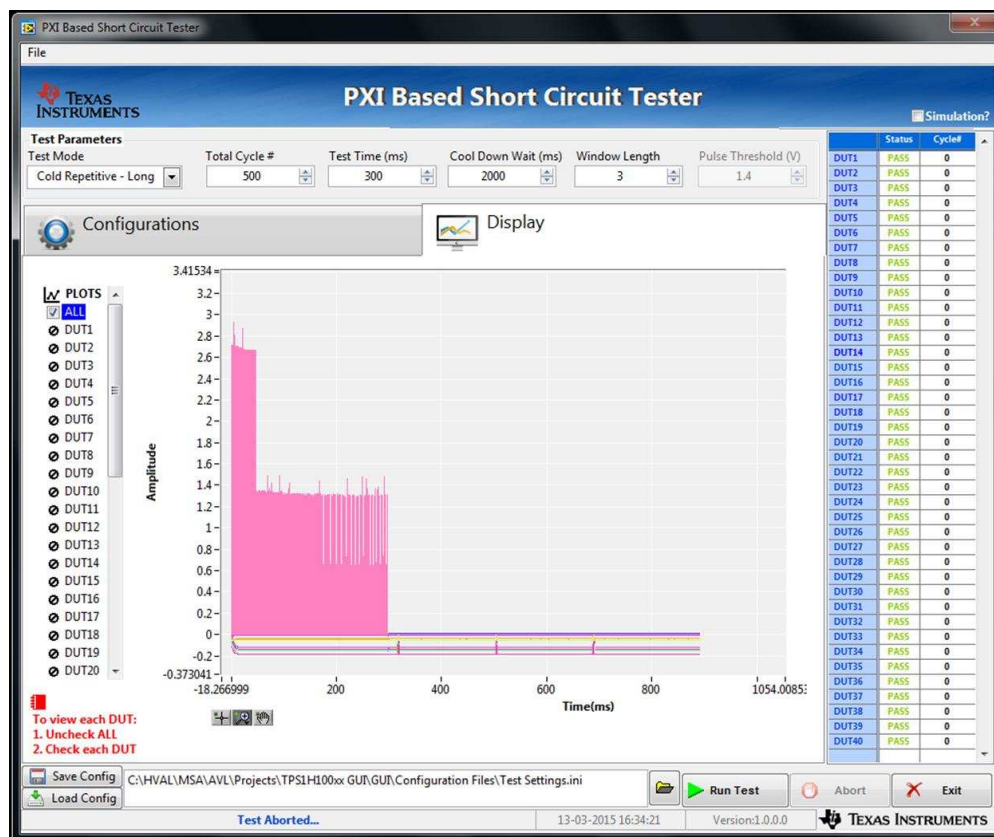 PXI Based Short Circuit Tester
File
TEXAS INSTRUMENTS
PXI Based Short Circuit Tester
Simulation?
Test Parameters
Test Mode
Total Cycle #
Test Time (ms)
Cool Down Wait (ms)
Window Length
Pulse Threshold (V)
Cold Repetitive - Long
500
300
2000
3
1.4
Configurations
Display
PLOTS
ALL
DUT1
DUT2
DUT3
DUT4
DUT5
DUT6
DUT7
DUT8
DUT9
DUT10
DUT11
DUT12
DUT13
DUT14
DUT15
DUT16
DUT17
DUT18
DUT19
DUT20
To view each DUT:
1. Uncheck ALL
2. Check each DUT
Amplitude
3.41534
3.2
3
2.8
2.6
2.4
2.2
2
1.8
1.6
1.4
1.2
1
0.8
0.6
0.4
0.2
0
-0.2
-0.373041
-18.266999
200
400
600
800
1054.0085
Time(ms)
Status Cycle#
DUT1 PASS 0
DUT2 PASS 0
DUT3 PASS 0
DUT4 PASS 0
DUT5 PASS 0
DUT6 PASS 0
DUT7 PASS 0
DUT8 PASS 0
DUT9 PASS 0
DUT10 PASS 0
DUT11 PASS 0
DUT12 PASS 0
DUT13 PASS 0
DUT14 PASS 0
DUT15 PASS 0
DUT16 PASS 0
DUT17 PASS 0
DUT18 PASS 0
DUT19 PASS 0
DUT20 PASS 0
DUT21 PASS 0
DUT22 PASS 0
DUT23 PASS 0
DUT24 PASS 0
DUT25 PASS 0
DUT26 PASS 0
DUT27 PASS 0
DUT28 PASS 0
DUT29 PASS 0
DUT30 PASS 0
DUT31 PASS 0
DUT32 PASS 0
DUT33 PASS 0
DUT34 PASS 0
DUT35 PASS 0
DUT36 PASS 0
DUT37 PASS 0
DUT38 PASS 0
DUT39 PASS 0
DUT40 PASS 0
Save Config
Load Config
C:\HVAL\MSA\AVL\Projects\TPS1H100xx GUI\GUI\Configuration Files\Test Settings.ini
Run Test
Abort
Exit
Test Aborted...
13-03-2015 16:34:21
Version:1.0.0.0
TEXAS INSTRUMENTS